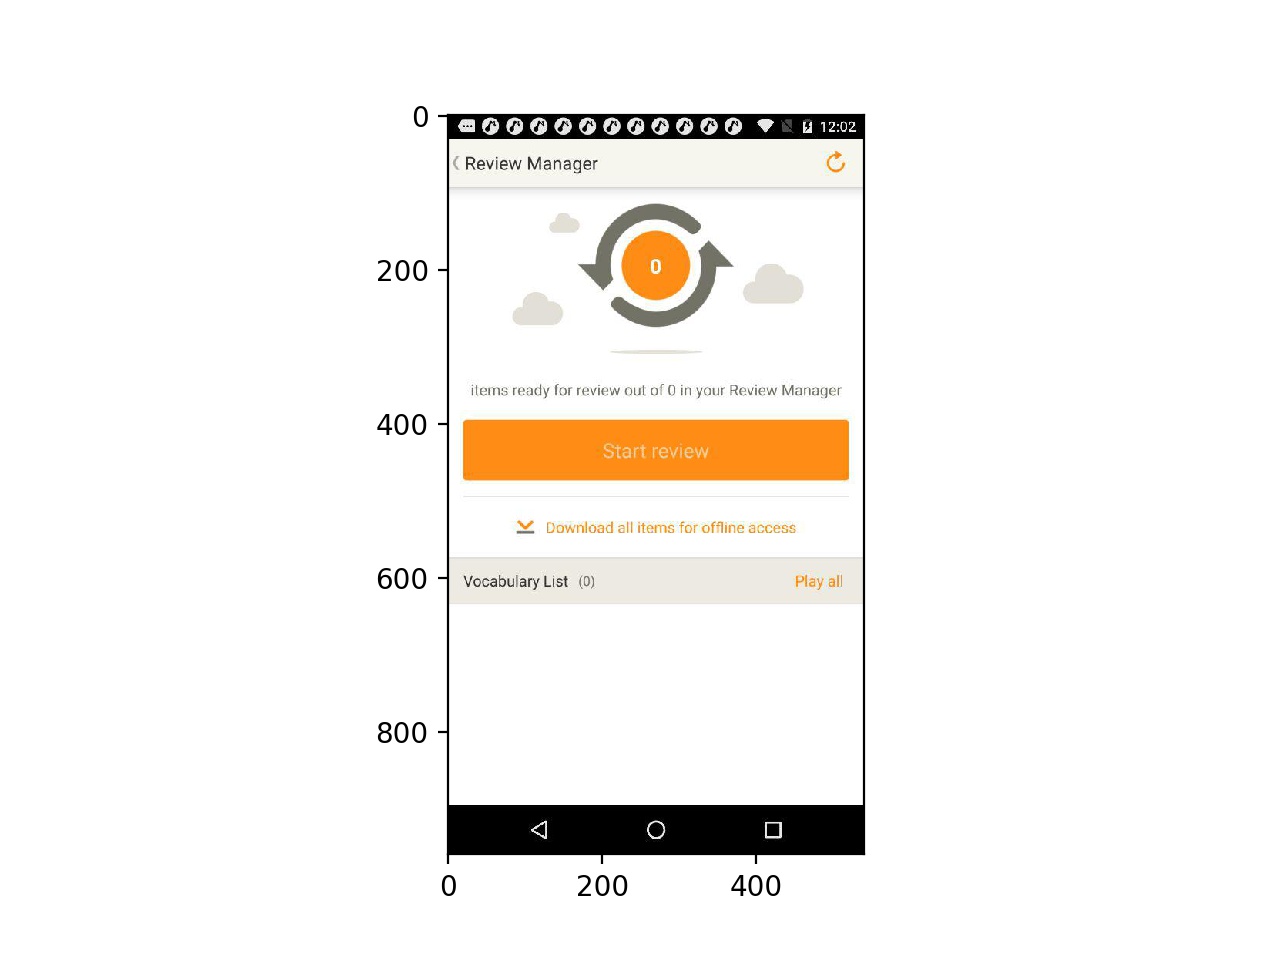 0
12:02
Review Manager
200
0
items ready for review out of 0 in your Review Manager
400
Start review
Download all items for offline access
600
Vocabulary List (0) Play all
800
0 200 400